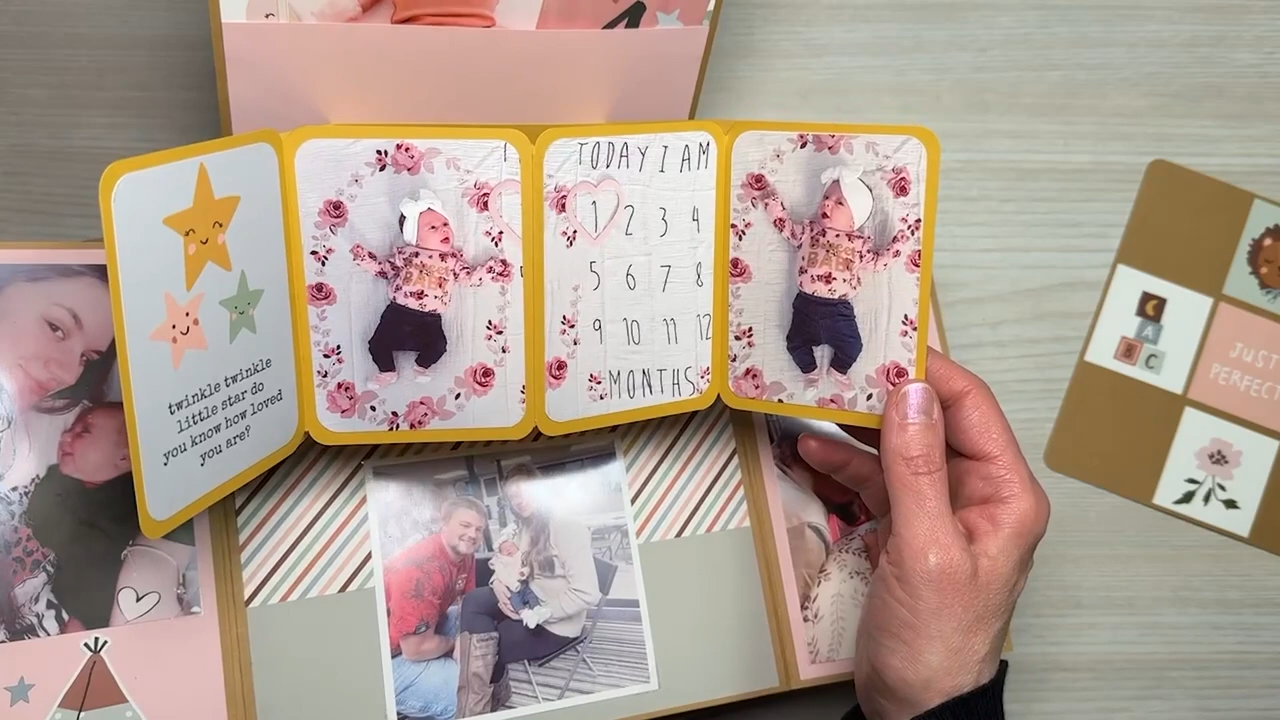 twinkle twinkle
little star do
you know how loved
you are?
TODAY I AM
1 2 3 4
5 6 7 8
9 10 11 12
MONTHS
BABY
A
B C
JUST
PERFECT